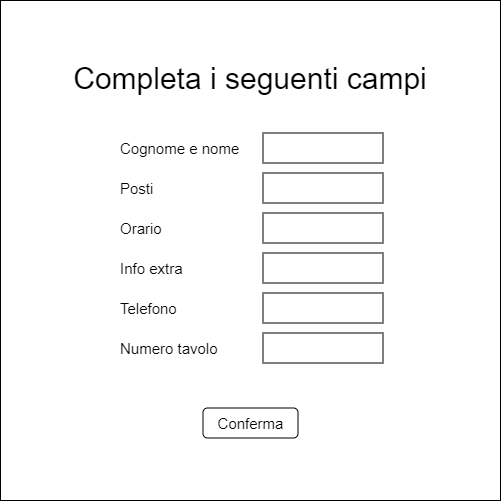 Completa i seguenti campi
Cognome e nome
Posti
Orario
Info extra
Telefono
Numero tavolo
Conferma